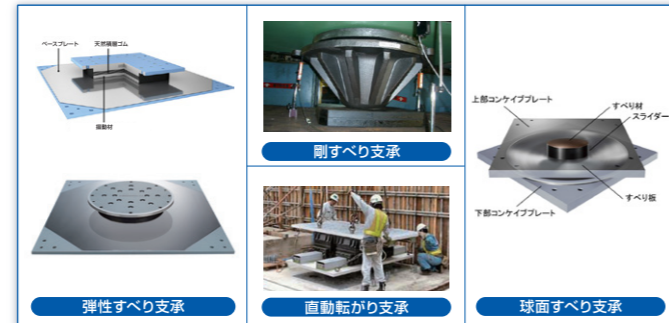 ベースプレート
天然積層ゴム
摺動材
弾性すべり支承
剛すべり支承
直動転がり支承
上部コンケイブプレート
すべり材
スライダー
すべり板
下部コンケイブプレート
球面すべり支承